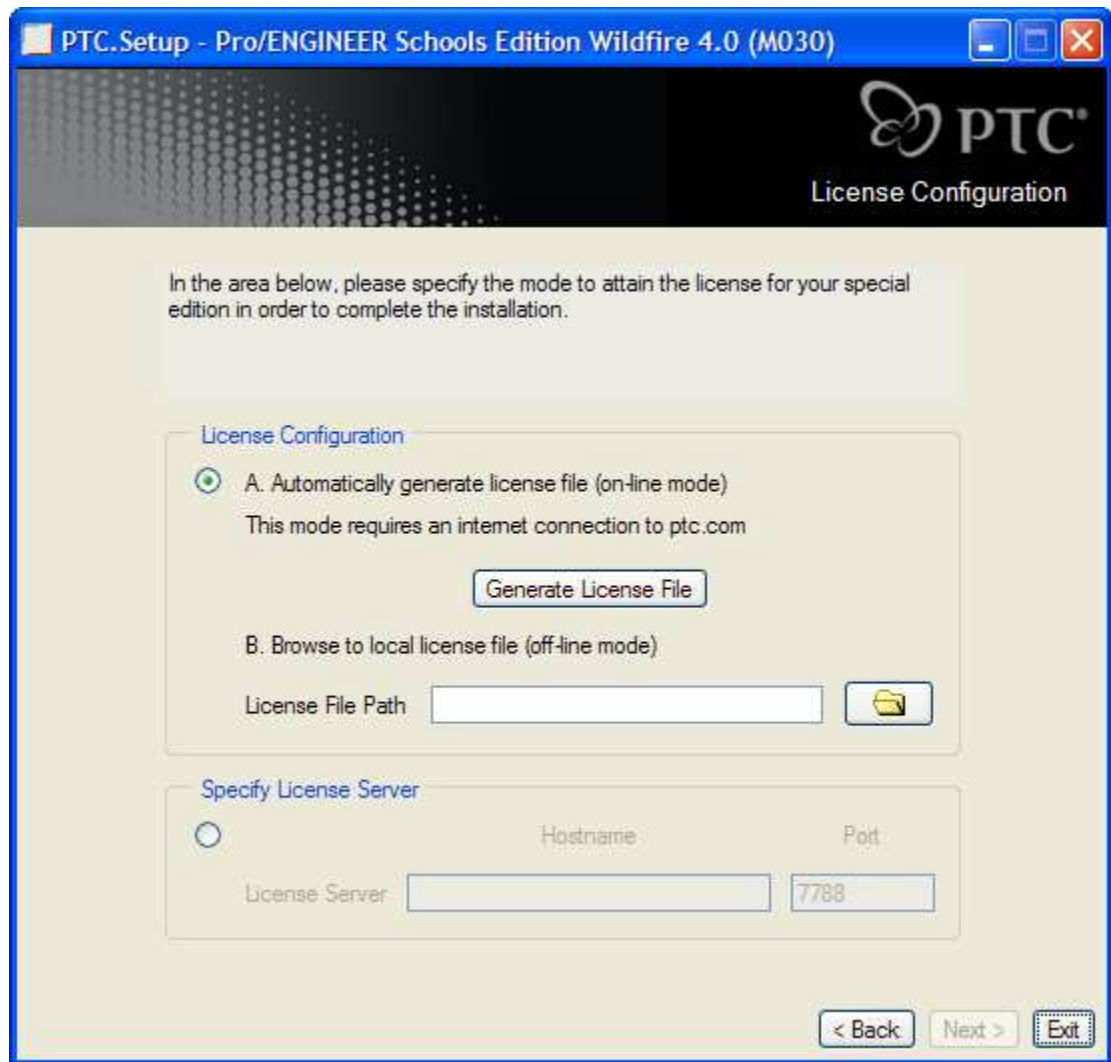 PTC.Setup - Pro/ENGINEER Schools Edition Wildfire 4.0 (M030)
PTC®
License Configuration
In the area below, please specify the mode to attain the license for your special
edition in order to complete the installation.
License Configuration
A. Automatically generate license file (on-line mode)
This mode requires an internet connection to ptc.com
Generate License File
B. Browse to local license file (off-line mode)
License File Path
Specify License Server
Hostname Port
License Server 7788
< Back Next > Exit